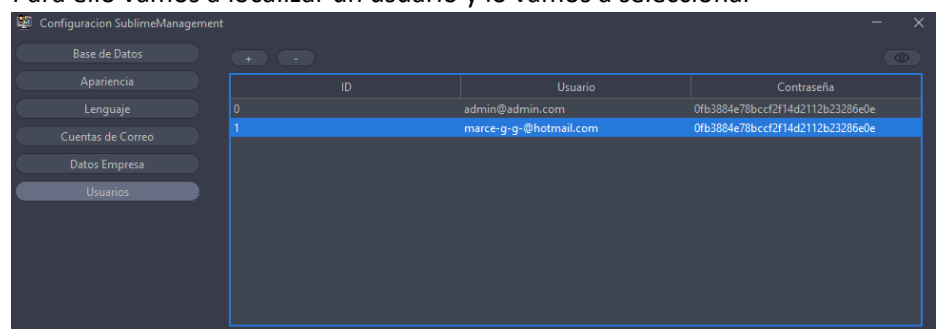 Para ello vamos a localizar un usuario y lo vamos a seleccionar
Configuracion SublimeManagement
Base de Datos
+ -
Apariencia
ID Usuario Contraseña
Lenguaje
0 admin@admin.com 0fb3884e78bccf2f14d2112b23286e0e
1 marce-g-g-@hotmail.com 0fb3884e78bccf2f14d2112b23286e0e
Cuentas de Correo
Datos Empresa
Usuarios